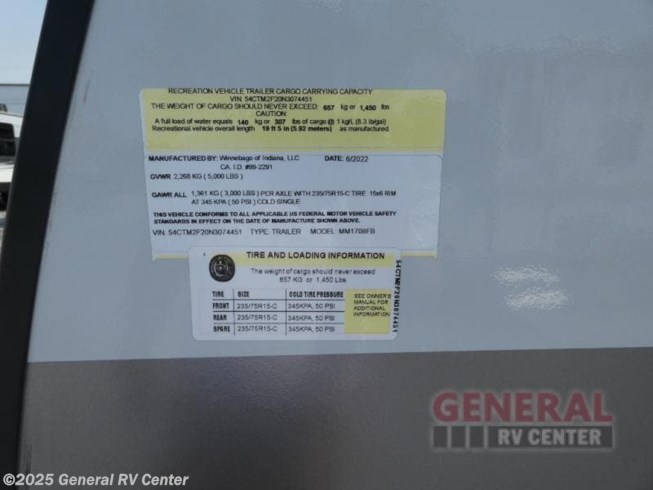 RECREATION VEHICLE TRAILER CARGO CARRYING CAPACITY
VIN: 54CTM2F20N3074451
THE WEIGHT OF CARGO SHOULD NEVER EXCEED: 657 kg or 1,450 lbs
CAUTION:
A full load of water equals 140 kg or 307 lbs of cargo @ 1 kg/L (8.3 lb/gal)
Recreational vehicle overall length 19 ft 5 in (5.92 meters) as manufactured
MANUFACTURED BY: Winnebago of Indiana, LLC. DATE: 6/2022
CA. I.D. #99-2291
GVWR 2,268 KG ( 5,000 LBS )
GAWR ALL 1,361 KG ( 3,000 LBS ) PER AXLE WITH 235/75R15-C TIRE 15x6 RIM
AT 345 KPA ( 50 PSI ) COLD SINGLE
THIS VEHICLE CONFORMS TO ALL APPLICABLE US FEDERAL MOTOR VEHICLE SAFETY
STANDARDS IN EFFECT ON THE DATE OF MANUFACTURE SHOWN ABOVE.
VIN: 54CTM2F20N3074451 TYPE: TRAILER MODEL: MM1708FB
TIRE AND LOADING INFORMATION
The weight of cargo should never exceed
657 KG or 1,450 Lbs
TIRE SIZE COLD TIRE PRESSURE
FRONT 235/75R15-C 345KPA, 50 PSI
REAR 235/75R15-C 345KPA, 50 PSI
SPARE 235/75R15-C 345KPA, 50 PSI
SEE OWNER'S
MANUAL FOR
ADDITIONAL
INFORMATION
54CTM2F20N3074451
GENERAL
RV CENTER
©2025 General RV Center